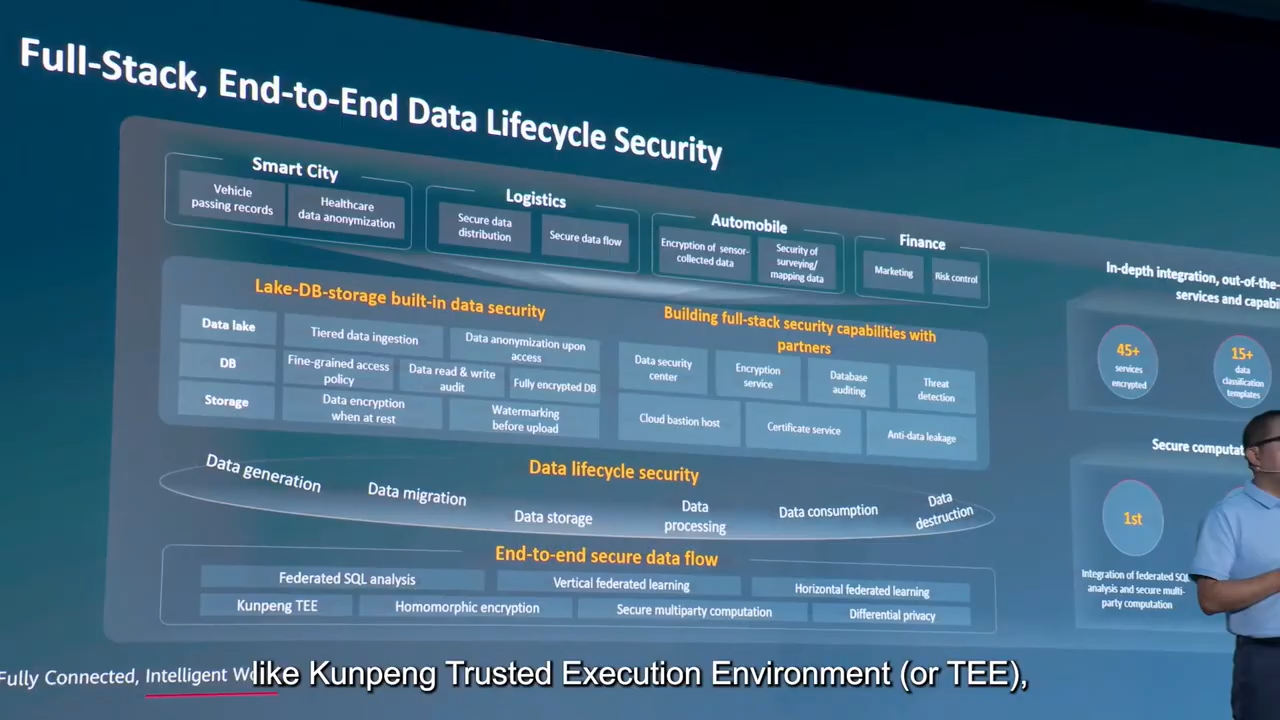 Full-Stack, End-to-End Data Lifecycle Security
Smart City
Vehicle
passing records
Healthcare
data anonymization
Logistics
Secure data
distribution
Secure data flow
Automobile
Encryption of sensor-
collected data
Security of
surveying/
mapping data
Finance
Marketing
Risk control
Lake-DB-storage built-in data security
Data lake
Tiered data ingestion
Data anonymization upon
access
DB
Fine-grained access
policy
Data read & write
audit
Fully encrypted DB
Storage
Data encryption
when at rest
Watermarking
before upload
Building full-stack security capabilities with
partners
Data security
center
Encryption
service
Database
auditing
Threat
detection
Cloud bastion host
Certificate service
Anti-data leakage
Data lifecycle security
Data generation
Data migration
Data storage
Data
processing
Data consumption
Data
destruction
End-to-end secure data flow
Federated SQL analysis
Vertical federated learning
Horizontal federated learning
Kunpeng TEE
Homomorphic encryption
Secure multiparty computation
Differential privacy
In-depth integration, out-of-the-
services and capabi
45+
services
encrypted
15+
data
classification
templates
Secure computat
1st
Integration of federated SQL
analysis and secure multi-
party computation
Fully Connected, Intelligent Wo
like Kunpeng Trusted Execution Environment (or TEE),